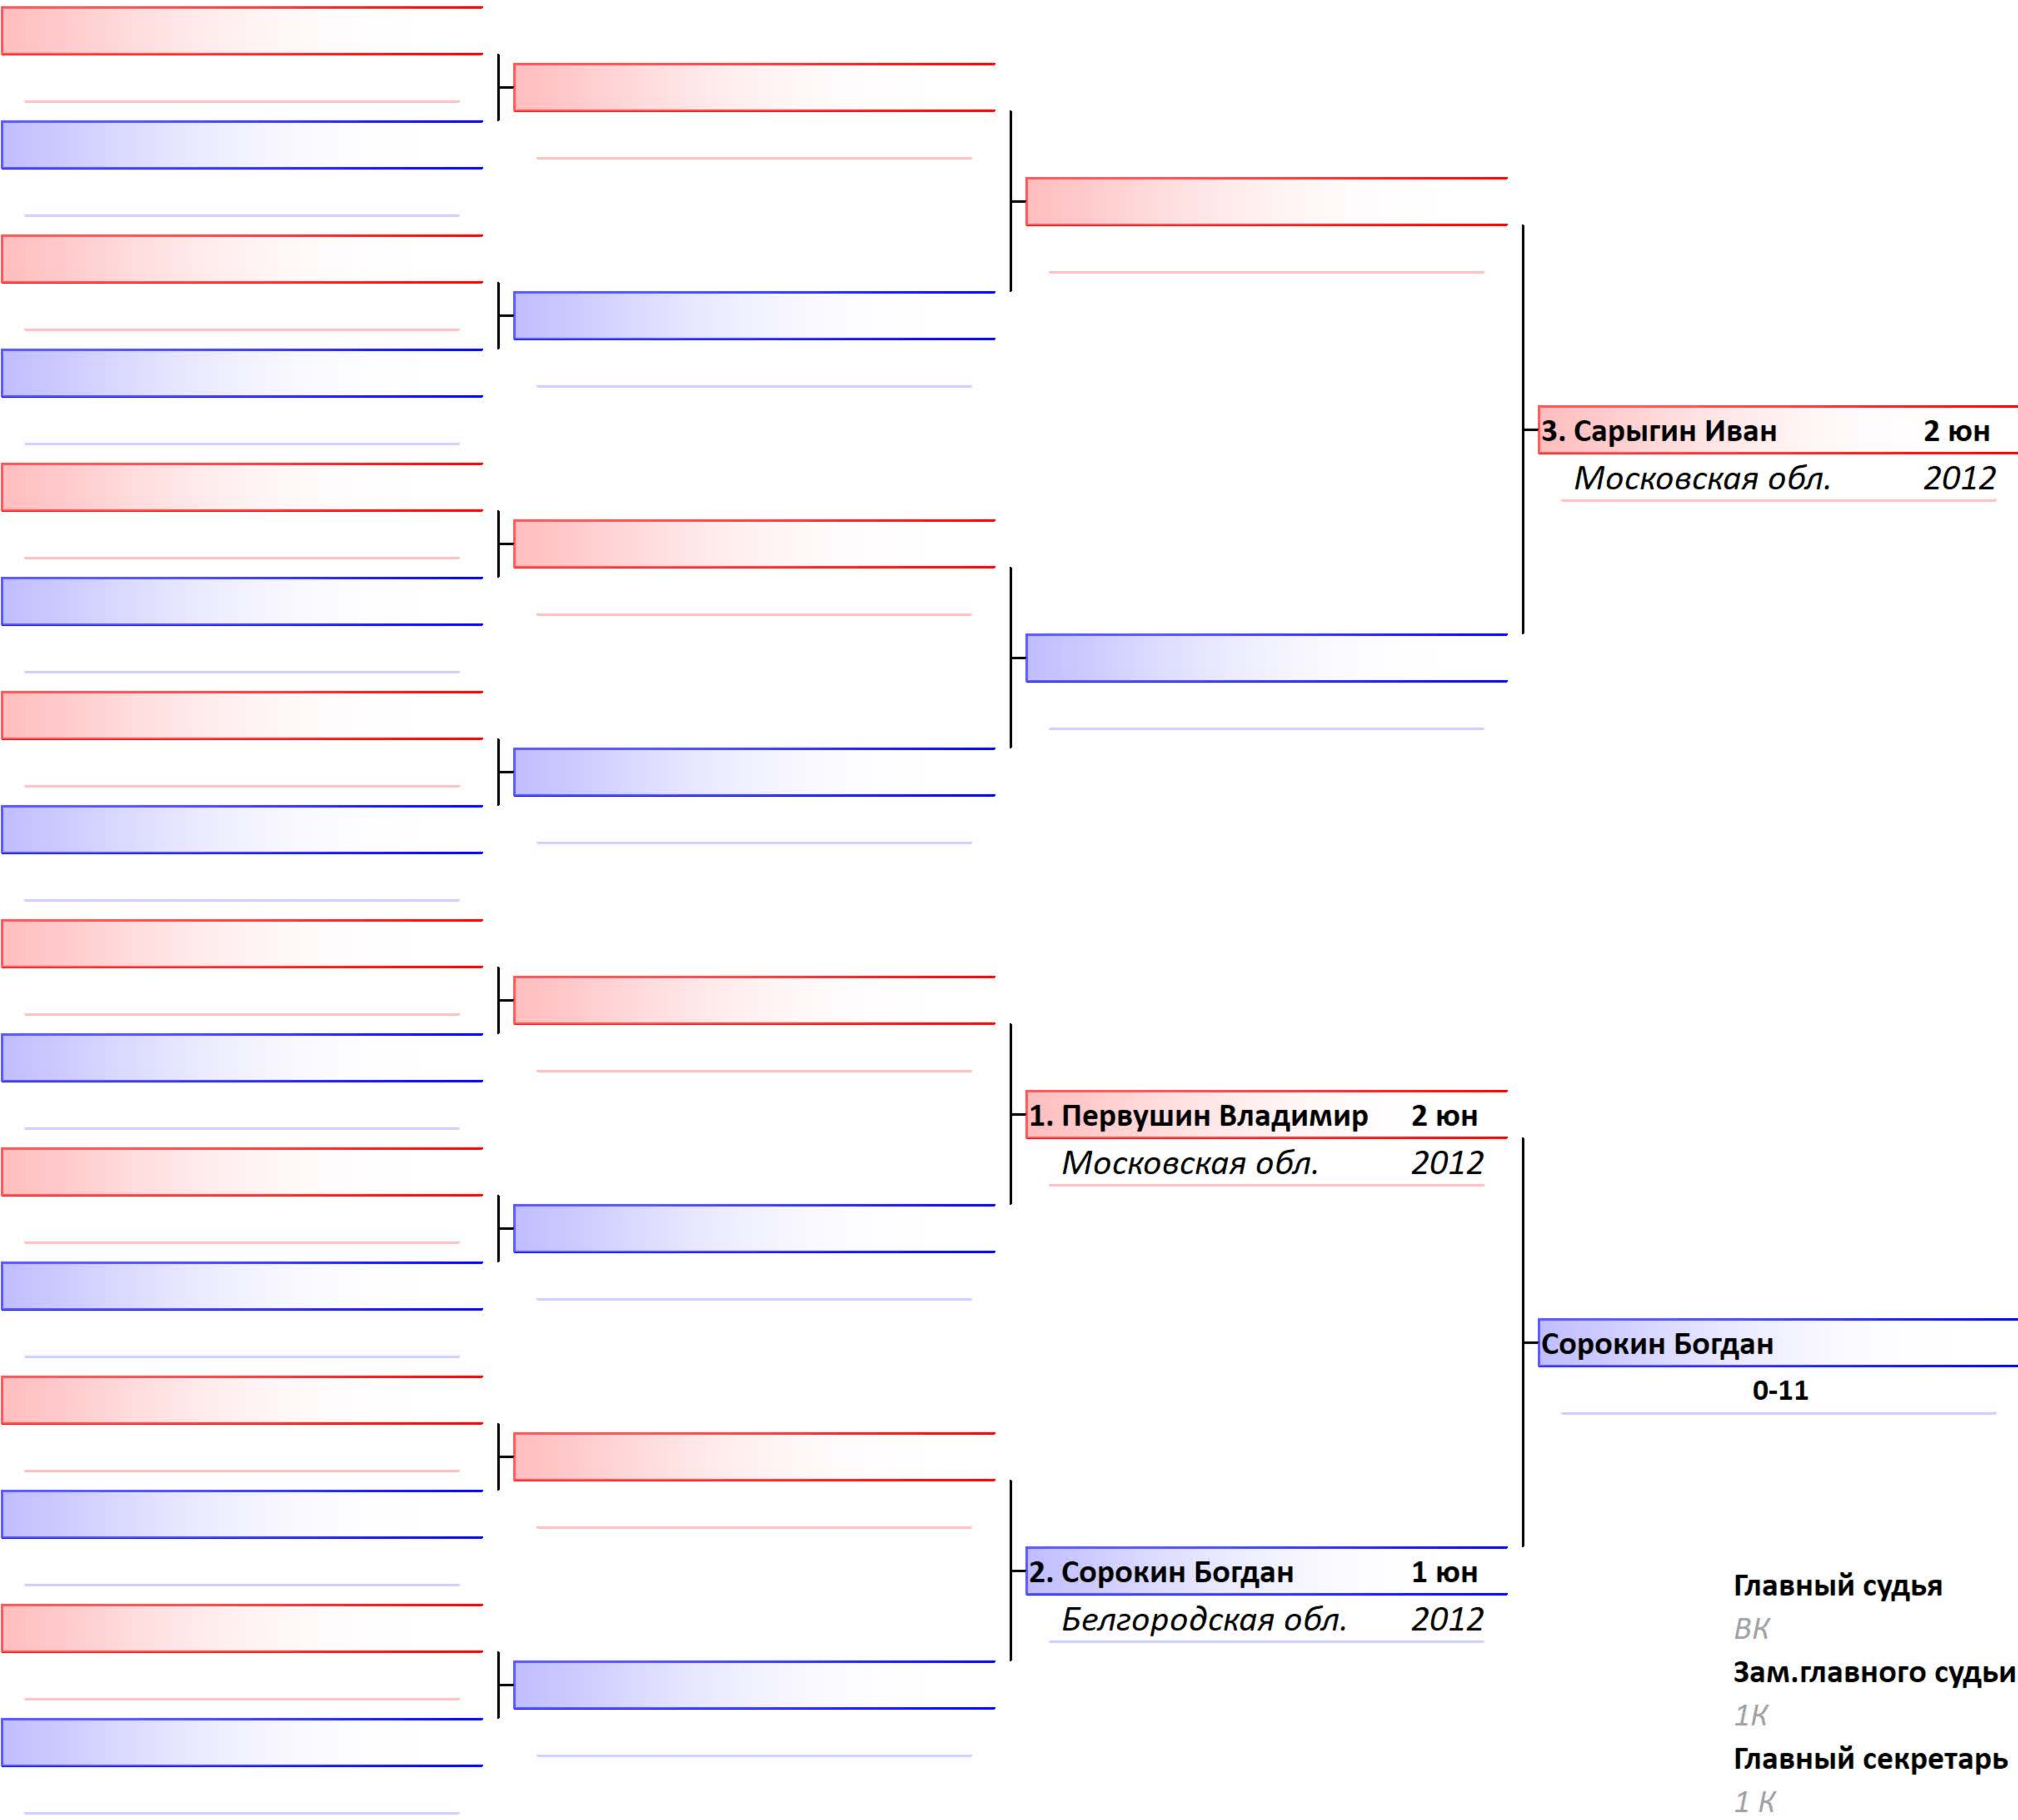 3. Сарыгин Иван 2 юн
Московская обл. 2012
1. Первушин Владимир 2 юн
Московская обл. 2012
Сорокин Богдан
0-11
2. Сорокин Богдан 1 юн
Белгородская обл. 2012
Главный судья
ВК
Зам.главного судьи
1К
Главный секретарь
1 К